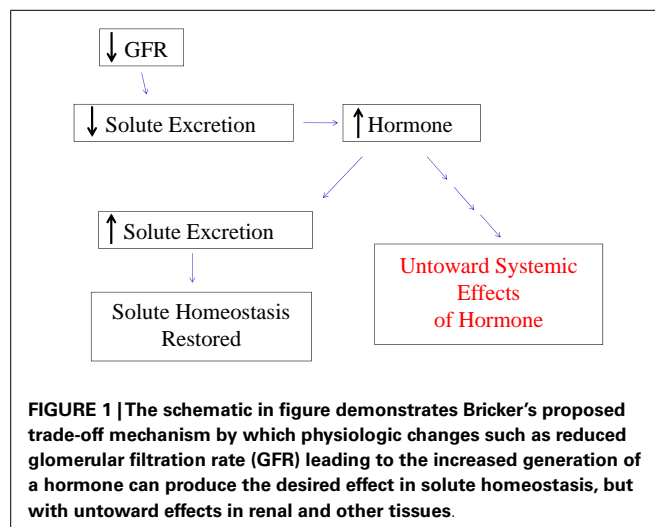 ↓ GFR
↓ Solute Excretion
↑ Hormone
↑ Solute Excretion
Solute Homeostasis
Restored
Untoward Systemic
Effects
of Hormone
FIGURE 1 | The schematic in figure demonstrates Bricker's proposed
trade-off mechanism by which physiologic changes such as reduced
glomerular filtration rate (GFR) leading to the increased generation of
a hormone can produce the desired effect in solute homeostasis, but
with untoward effects in renal and other tissues.